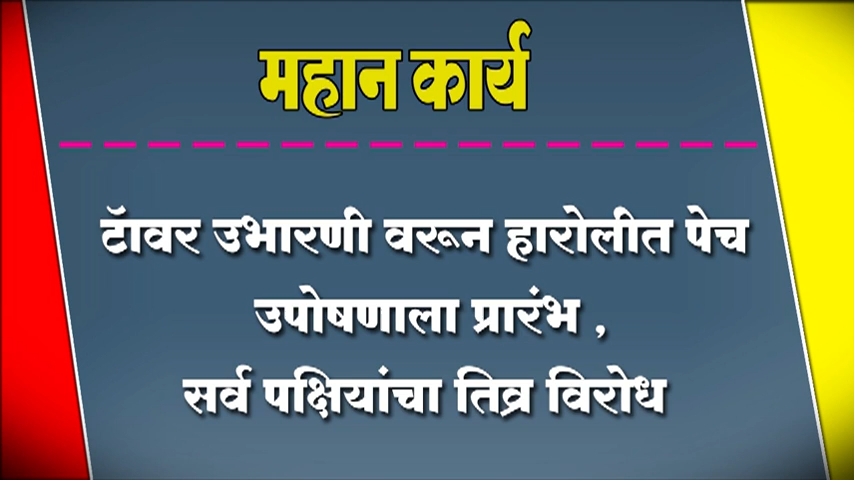 महान कार्य
टॅावर उभारणी वरून हारोलीत पेच
उपोषणाला प्रारंभ ,
सर्व पक्षियांचा तिव्र विरोध